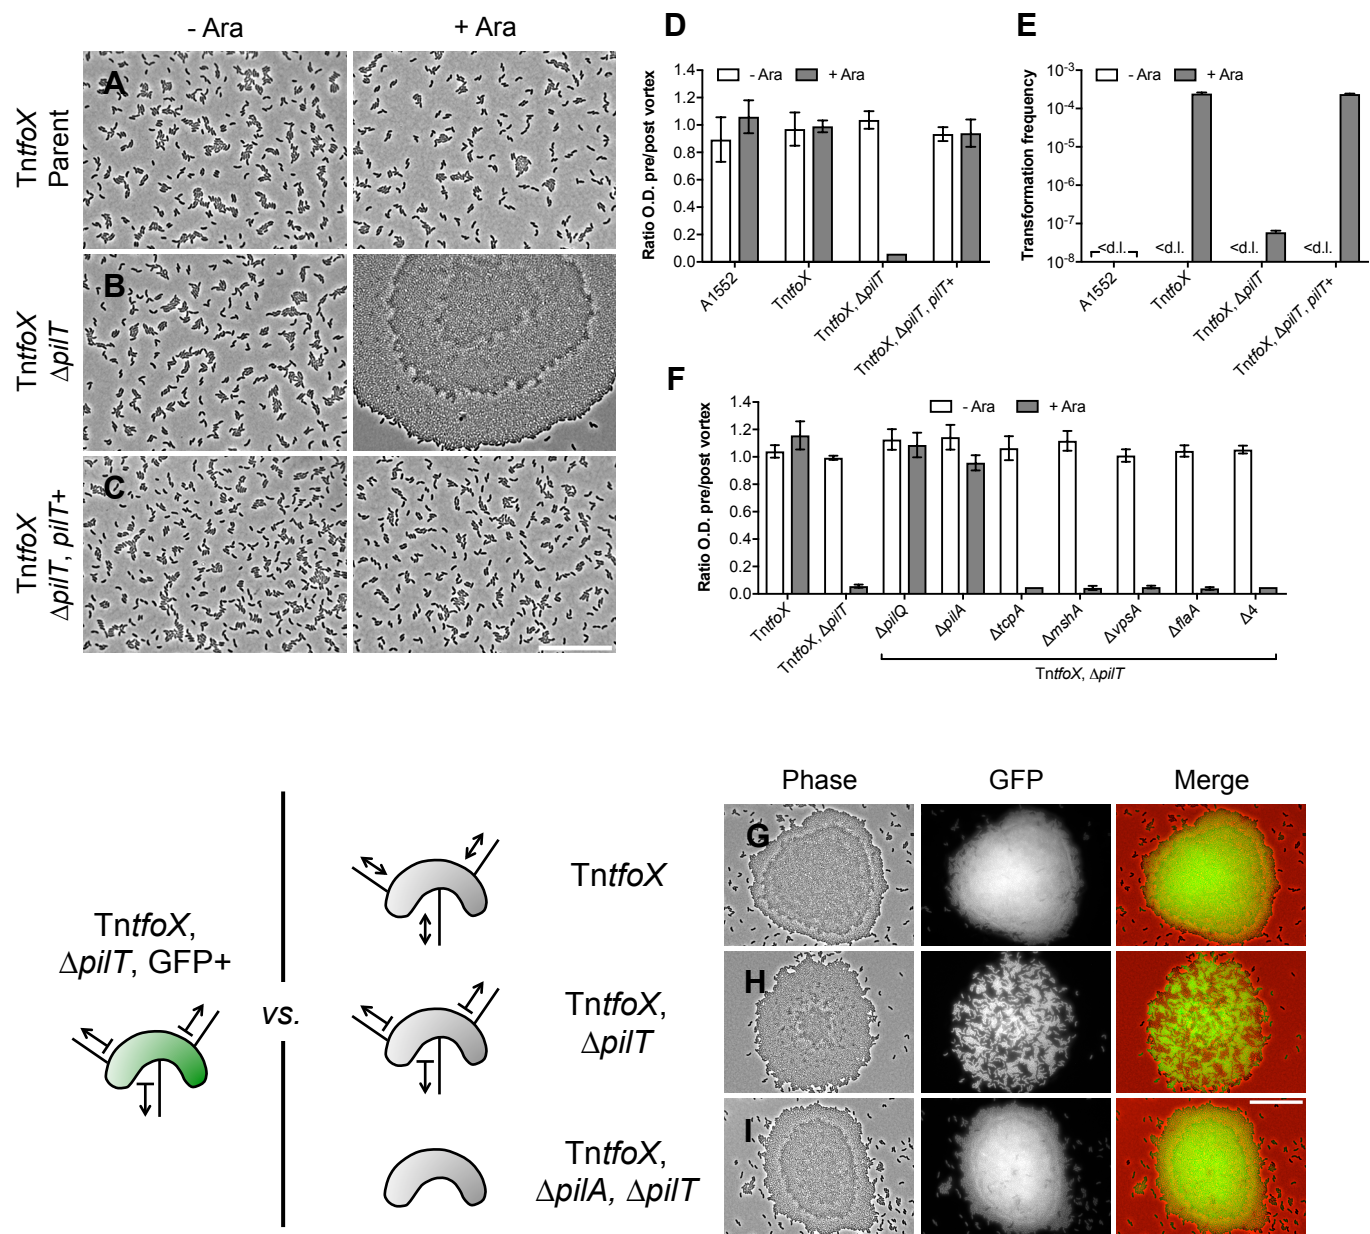 - Ara
+ Ara
TntfoX
Parent
A
TntfoX
ΔpilT
B
TntfoX
ΔpilT, pilT+
C
D
- Ara
+ Ara
Ratio O.D. pre/post vortex
1.4
1.2
1.0
0.8
0.6
0.4
0.2
0.0
A1552
TntfoX
TntfoX, ΔpilT
TntfoX, ΔpilT, pilT+
E
- Ara
+ Ara
Transformation frequency
10-3
10-4
10-5
10-6
10-7
10-8
<d.l.
<d.l.
<d.l.
<d.l.
A1552
TntfoX
TntfoX, ΔpilT
TntfoX, ΔpilT, pilT+
F
- Ara
+ Ara
Ratio O.D. pre/post vortex
1.4
1.2
1.0
0.8
0.6
0.4
0.2
0.0
TntfoX
TntfoX, ΔpilT
ΔpilQ
ΔpilA
ΔtcpA
ΔmshA
ΔvpsA
ΔflaA
Δ4
TntfoX, ΔpilT
TntfoX,
ΔpilT, GFP+
vs.
TntfoX
TntfoX,
ΔpilT
TntfoX,
ΔpilA, ΔpilT
Phase
GFP
Merge
G
H
I